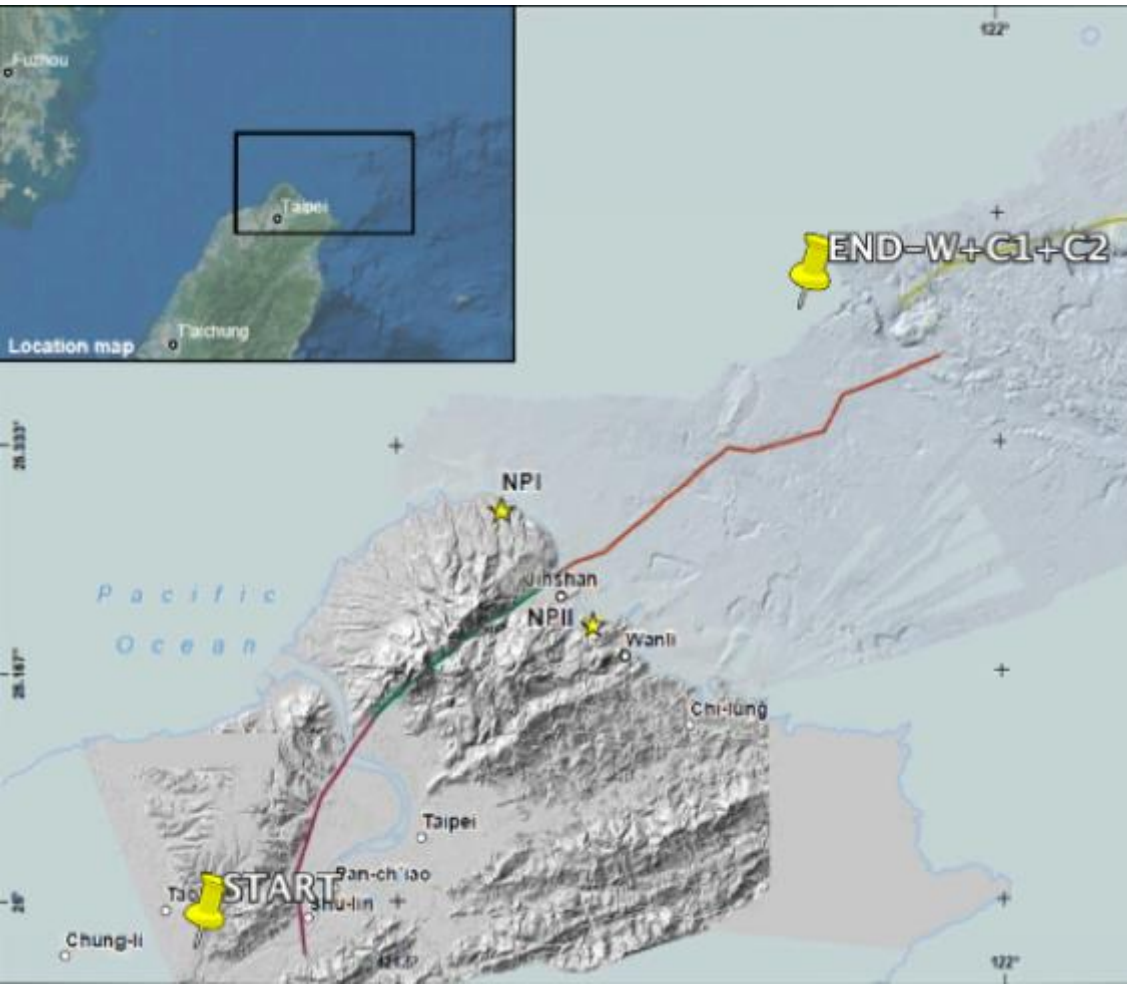 122°
Fuzhou
Taipei
T'aichung
Location map
END-W+C1+C2
25.333°
NPI
Pacific
Ocean
Jinshan
NPII
Wanli
25.167°
Chi-lung
Taipei
Pan-ch'iao
START
Tao
Shu-lin
25°
Chung-li
122°